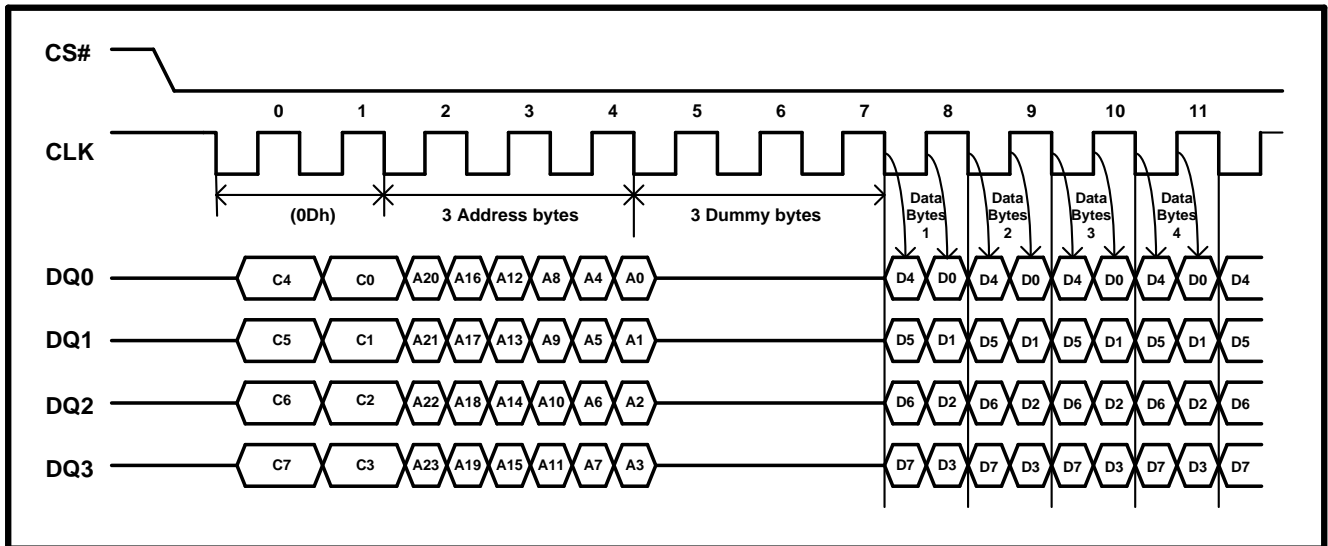 CS#
0 1 2 3 4 5 6 7 8 9 10 11
CLK
(0Dh) 3 Address bytes 3 Dummy bytes
Data Bytes 1
Data Bytes 2
Data Bytes 3
Data Bytes 4
DQ0 C4 C0 A20 A16 A12 A8 A4 A0 D4 D0 D4 D0 D4 D0 D4 D0 D4
DQ1 C5 C1 A21 A17 A13 A9 A5 A1 D5 D1 D5 D1 D5 D1 D5 D1 D5
DQ2 C6 C2 A22 A18 A14 A10 A6 A2 D6 D2 D6 D2 D6 D2 D6 D2 D6
DQ3 C7 C3 A23 A19 A15 A11 A7 A3 D7 D3 D7 D3 D7 D3 D7 D3 D7